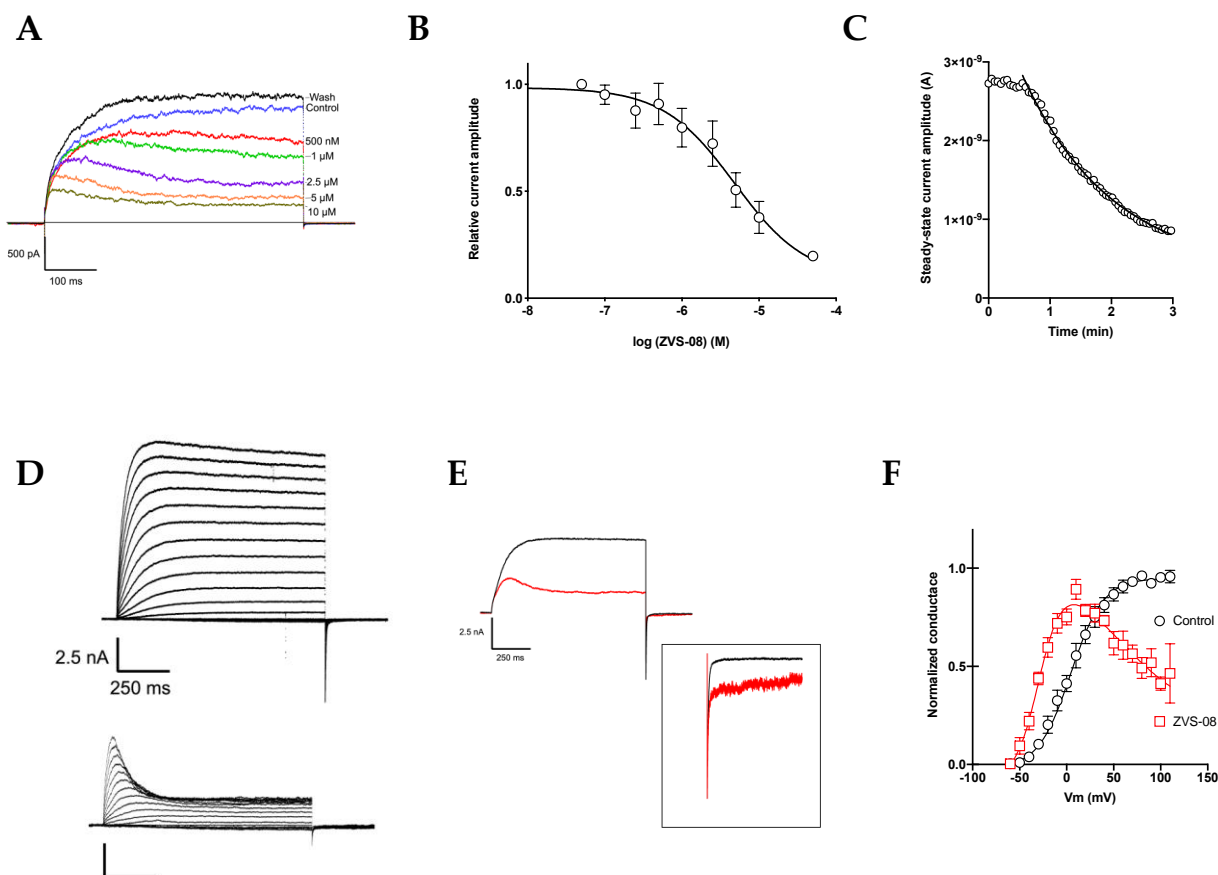 A
Wash
Control
500 nM
1 µM
2.5 µM
5 µM
10 µM
500 pA
100 ms
B
Relative current amplitude
1.0
0.5
0.0
-8
-7
-6
-5
-4
log (ZVS-08) (M)
C
Steady-state current amplitude (A)
3×10⁻⁹
2×10⁻⁹
1×10⁻⁹
0
0
1
2
3
Time (min)
D
2.5 nA
250 ms
E
2.5 nA
250 ms
F
Normalized conductace
1.0
0.5
0.0
-100
-50
0
50
100
150
Vm (mV)
Control
ZVS-08